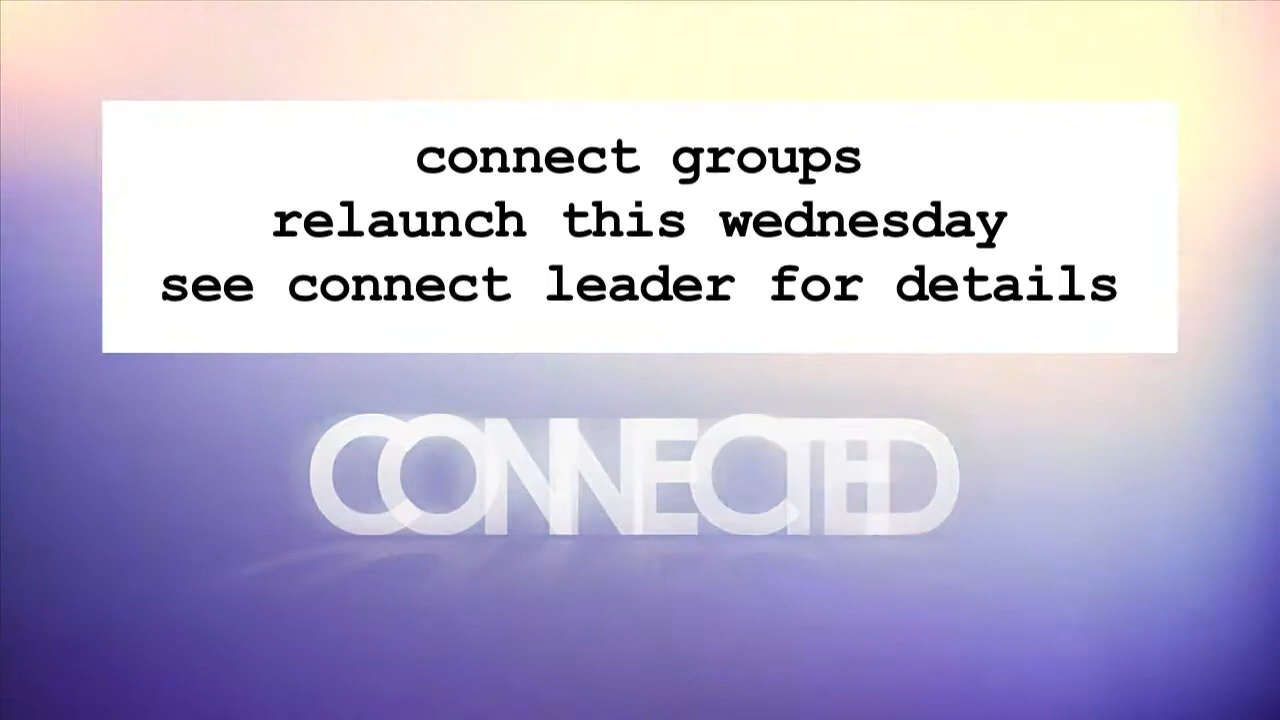 connect groups
relaunch this wednesday
see connect leader for details
CONNECTED